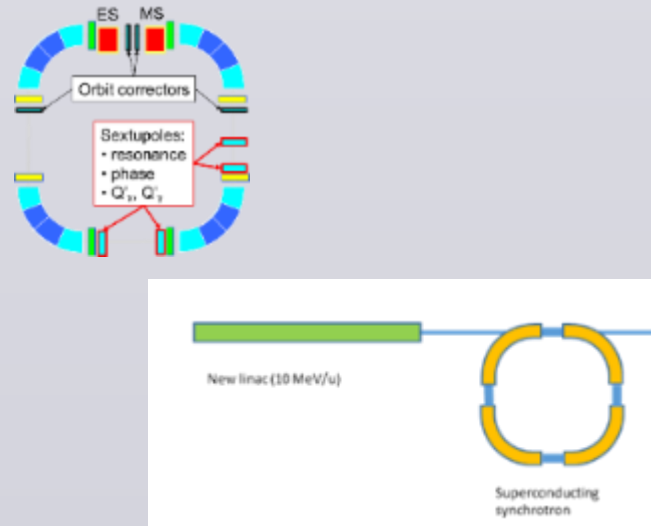 ES MS
Orbit correctors
Sextupoles:
• resonance
• phase
• Q'x, Q'y
New linac (10 MeV/u)
Superconducting
synchrotron